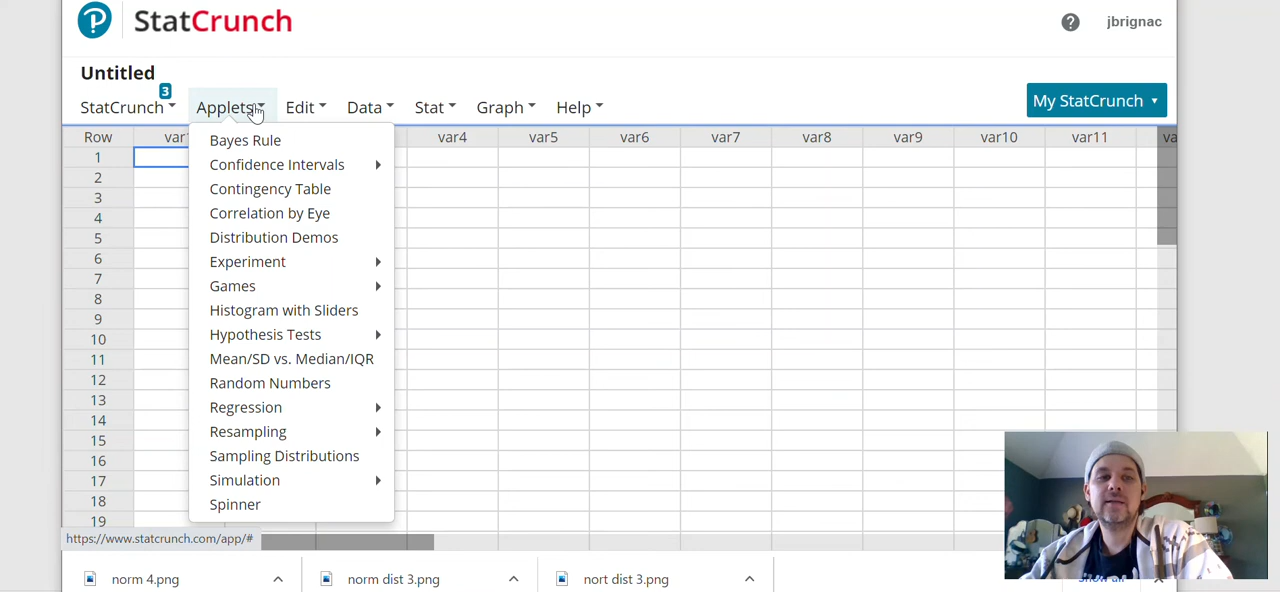 StatCrunch
? jbrignac
Untitled
3
StatCrunch Applets Edit Data Stat Graph Help My StatCrunch
Row var var4 var5 var6 var7 var8 var9 var10 var11 va
1
2
3
4
5
6
7
8
9
10
11
12
13
14
15
16
17
18
19
Bayes Rule
Confidence Intervals
Contingency Table
Correlation by Eye
Distribution Demos
Experiment
Games
Histogram with Sliders
Hypothesis Tests
Mean/SD vs. Median/IQR
Random Numbers
Regression
Resampling
Sampling Distributions
Simulation
Spinner
https://www.statcrunch.com/app/#
norm 4.png norm dist 3.png nort dist 3.png Show all